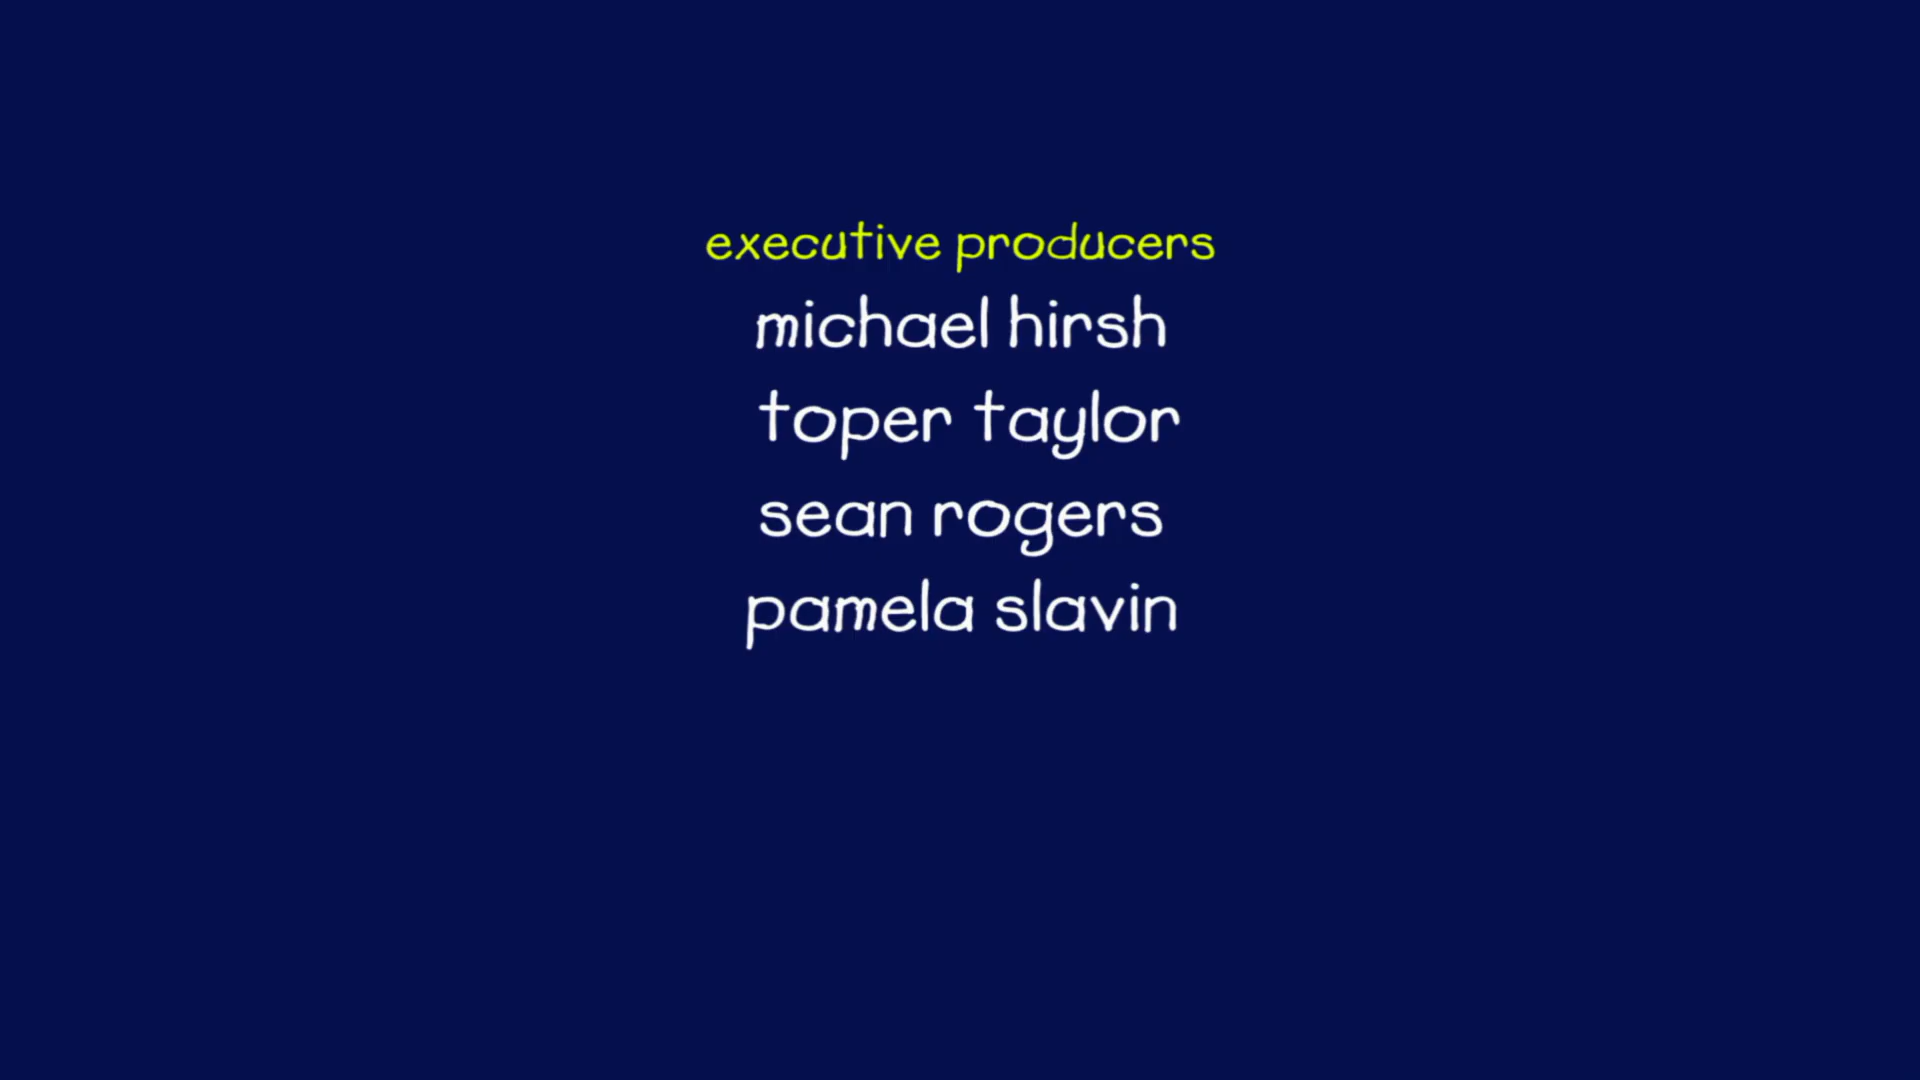 executive producers
michael hirsh
toper taylor
sean rogers
pamela slavin